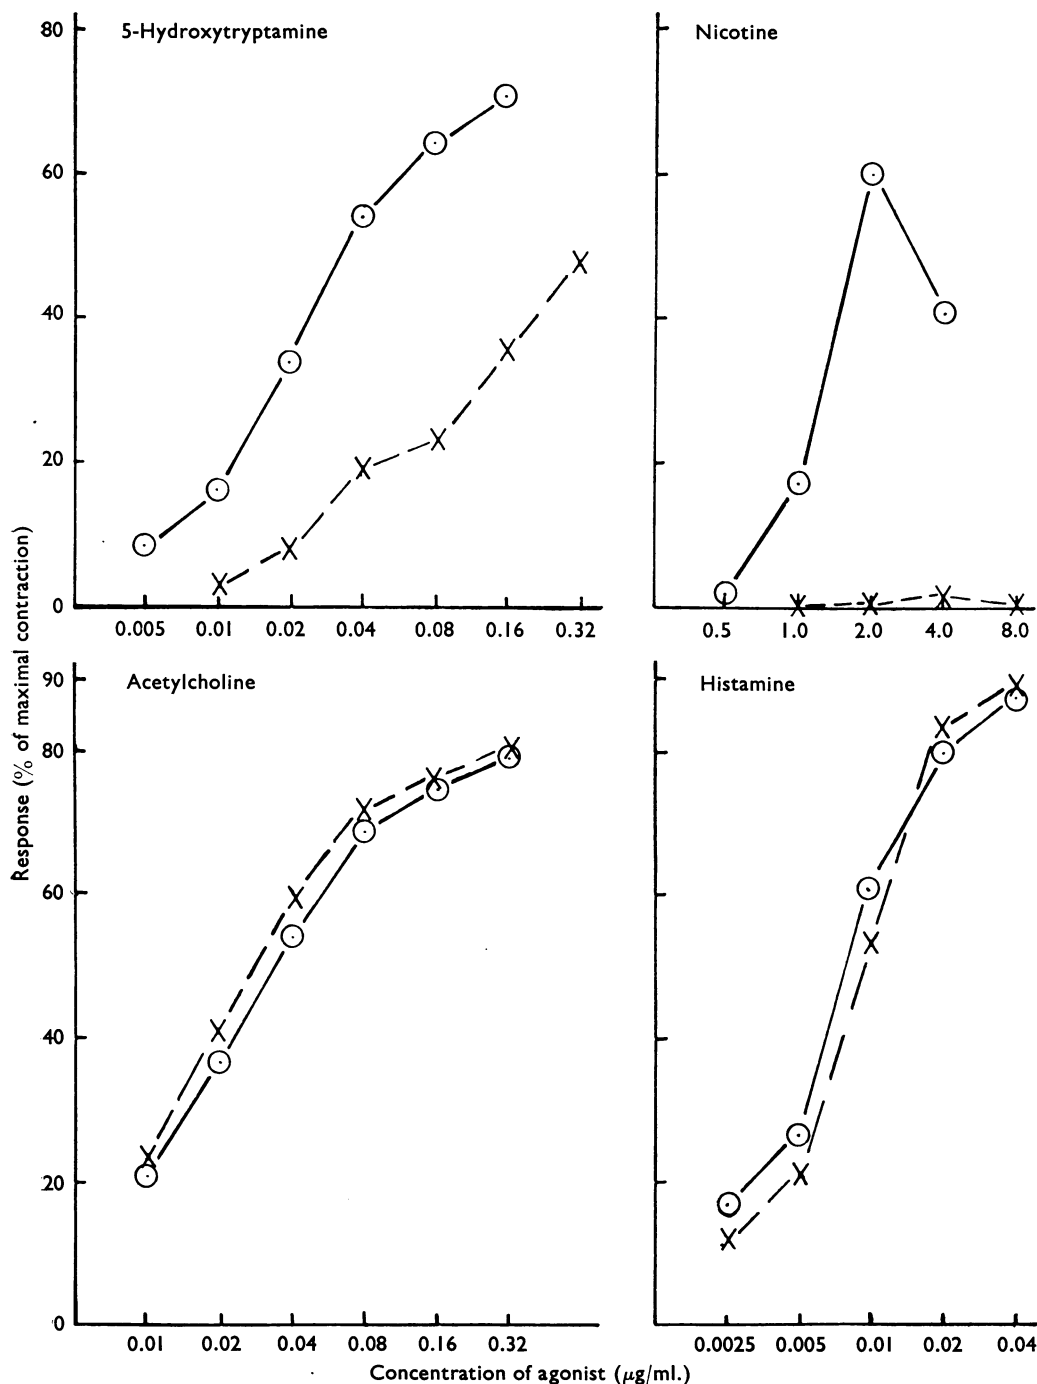 5-Hydroxytryptamine
80
60
40
20
0
0.005 0.01 0.02 0.04 0.08 0.16 0.32
Nicotine
0.5 1.0 2.0 4.0 8.0
Response (% of maximal contraction)
Acetylcholine
90
80
60
40
20
0
0.01 0.02 0.04 0.08 0.16 0.32
Histamine
0.0025 0.005 0.01 0.02 0.04
Concentration of agonist (μg/ml.)